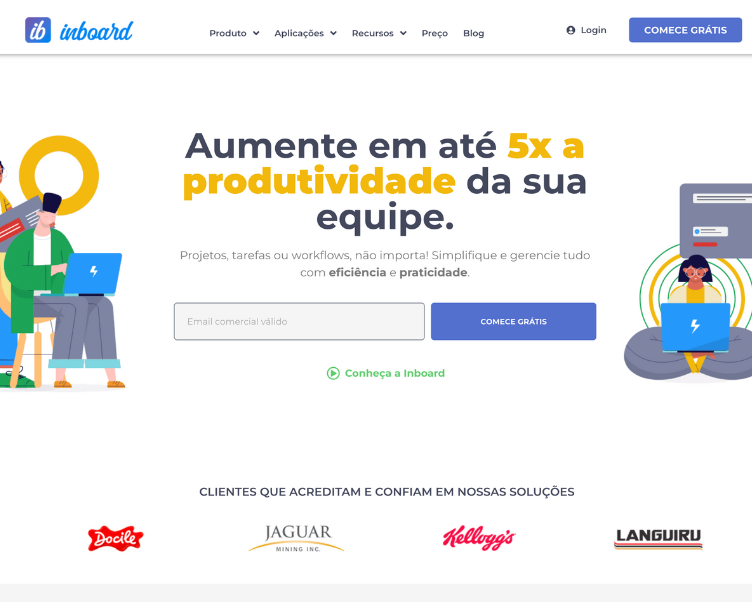 ib inboard
Produto Aplicações Recursos Preço Blog Login COMECE GRÁTIS
Aumente em até 5x a
produtividade da sua
equipe.
Projetos, tarefas ou workflows, não importa! Simplifique e gerencie tudo
com eficiência e praticidade.
Email comercial válido COMECE GRÁTIS
Conheça a Inboard
CLIENTES QUE ACREDITAM E CONFIAM EM NOSSAS SOLUÇÕES
Docile JAGUAR Kellogg's LANGUIRU
MINING INC.